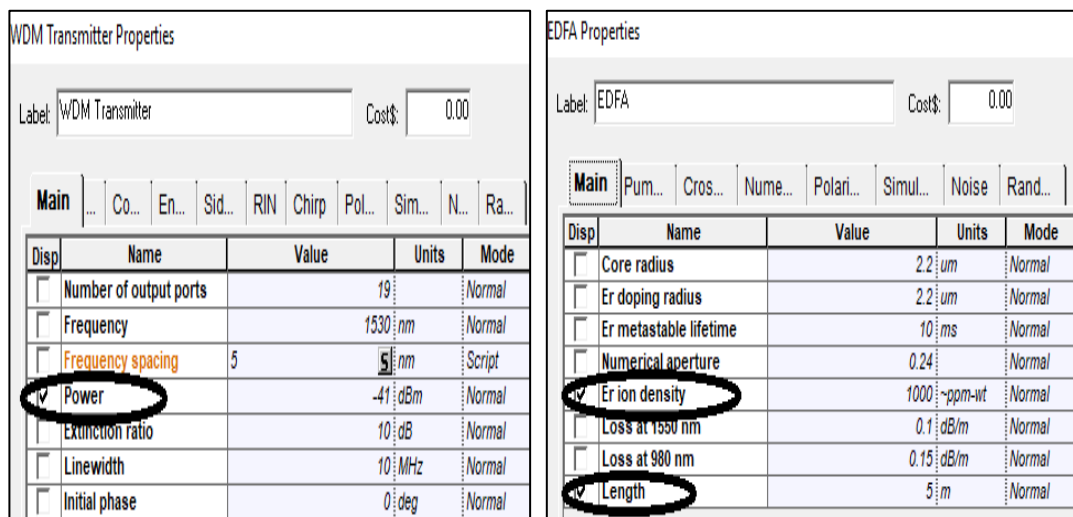 WDM Transmitter Properties
Label: WDM Transmitter Cost$: 0.00
Main ... Co... En... Sid... RIN Chirp Pol... Sim... N... Ra...
Disp Name Value Units Mode
Number of output ports 19 Normal
Frequency 1530 nm Normal
Frequency spacing 5 S nm Script
Power -41 dBm Normal
Extinction ratio 10 dB Normal
Linewidth 10 MHz Normal
Initial phase 0 deg Normal
EDFA Properties
Label: EDFA Cost$: 0.00
Main Pum... Cros... Nume... Polari... Simul... Noise Rand...
Disp Name Value Units Mode
Core radius 2.2 um Normal
Er doping radius 2.2 um Normal
Er metastable lifetime 10 ms Normal
Numerical aperture 0.24 Normal
Er ion density 1000 ~ppm-wt Normal
Loss at 1550 nm 0.1 dB/m Normal
Loss at 980 nm 0.15 dB/m Normal
Length 5 m Normal